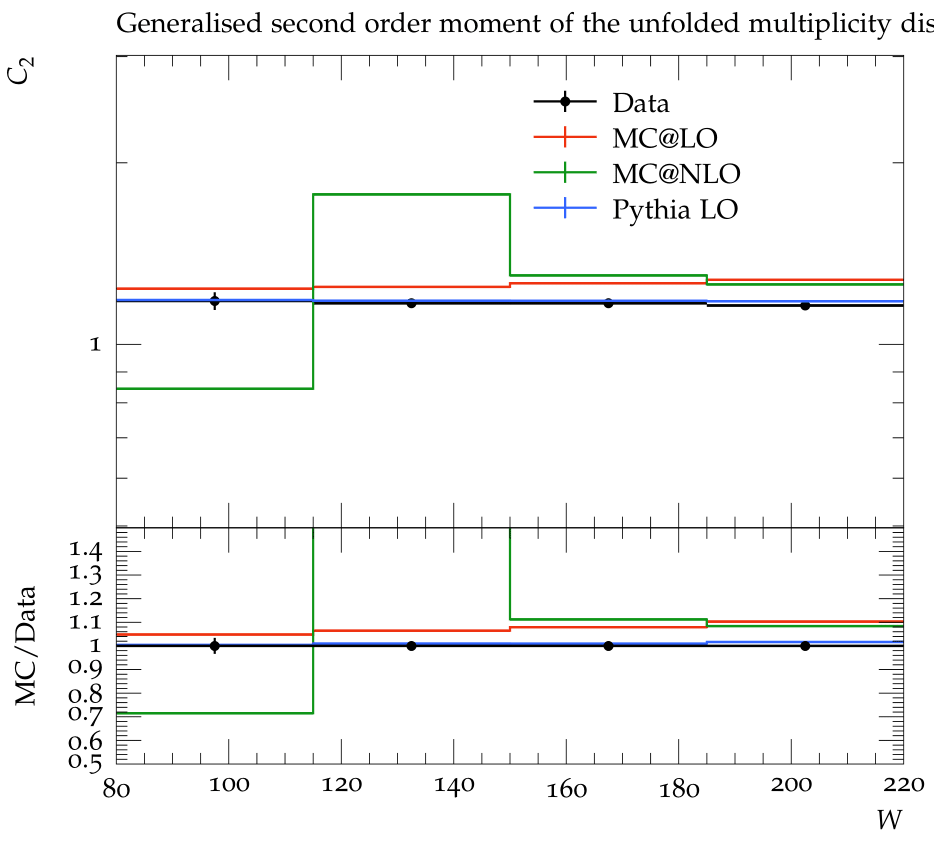 Generalised second order moment of the unfolded multiplicity dis
C2
Data
MC@LO
MC@NLO
Pythia LO
1
MC/Data
1.4
1.3
1.2
1.1
1
0.9
0.8
0.7
0.6
0.5
80 100 120 140 160 180 200 220
W